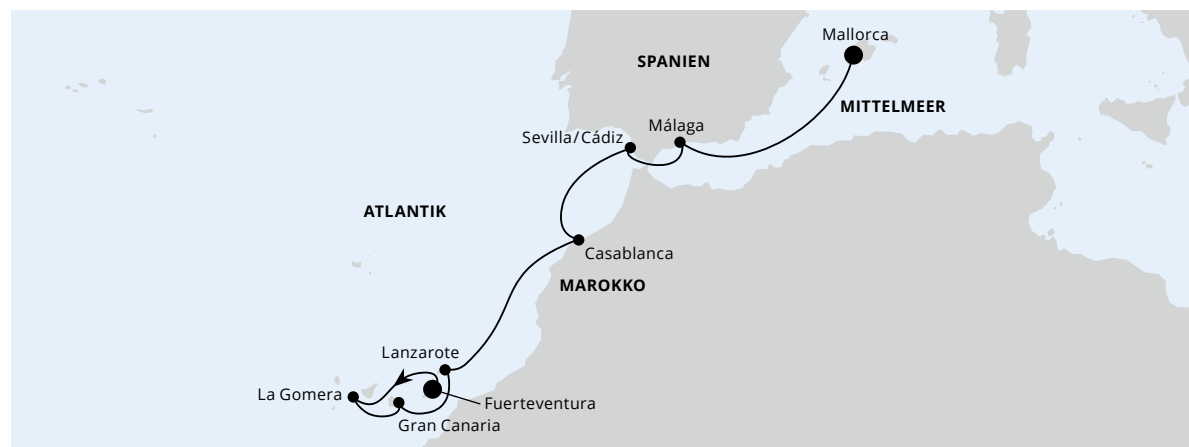 Mallorca
SPANIEN
MITTELMEER
Málaga
Sevilla/Cádiz
ATLANTIK
Casablanca
MAROKKO
Lanzarote
La Gomera
Fuerteventura
Gran Canaria